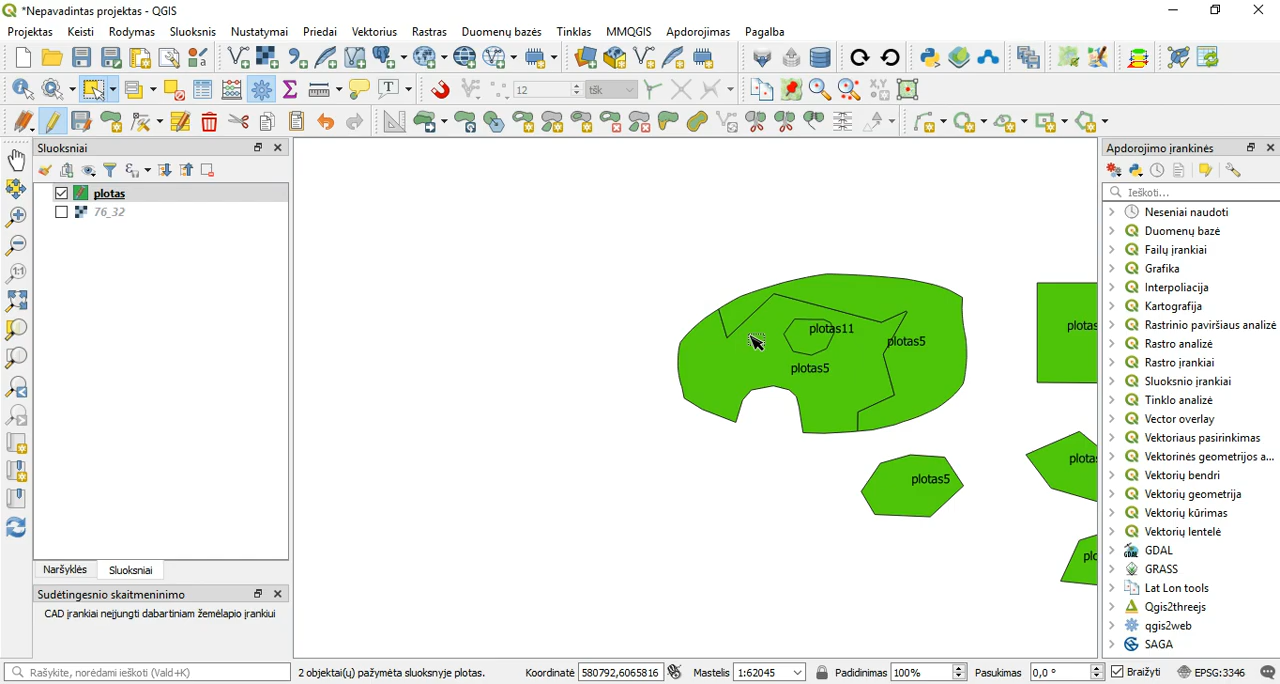 *Nepavadintas projektas - QGIS
Projektas Keisti Rodymas Sluoksnis Nustatymai Priedai Vektorius Rastras Duomenų bazės Tinklas MMQGIS Apdorojimas Pagalba
12 tšk
Sluoksniai
plotas
76_32
Naršyklės Sluoksniai
Sudėtingesnio skaitmeninimo
CAD įrankiai neįjungti dabartiniam žemėlapio įrankiui
plotas11
plotas5
plotas5
plotas5
plotas
plotas
plo
Apdorojimo įrankinės
Ieškoti...
Neseniai naudoti
Duomenų bazė
Failų įrankiai
Grafika
Interpoliacija
Kartografija
Rastrinio paviršiaus analizė
Rastro analizė
Rastro įrankiai
Sluoksnio įrankiai
Tinklo analizė
Vector overlay
Vektoriaus pasirinkimas
Vektorinės geometrijos a...
Vektorių bendri
Vektorių geometrija
Vektorių kūrimas
Vektorių lentelė
GDAL
GRASS
Lat Lon tools
Qgis2threejs
qgis2web
SAGA
Rašykite, norėdami ieškoti (Vald+K) 2 objektai(ų) pažymėta sluoksnyje plotas. Koordinatė 580792,6065816 Mastelis 1:62045 Padidinimas 100% Pasukimas 0,0 ° Braižyti EPSG:3346